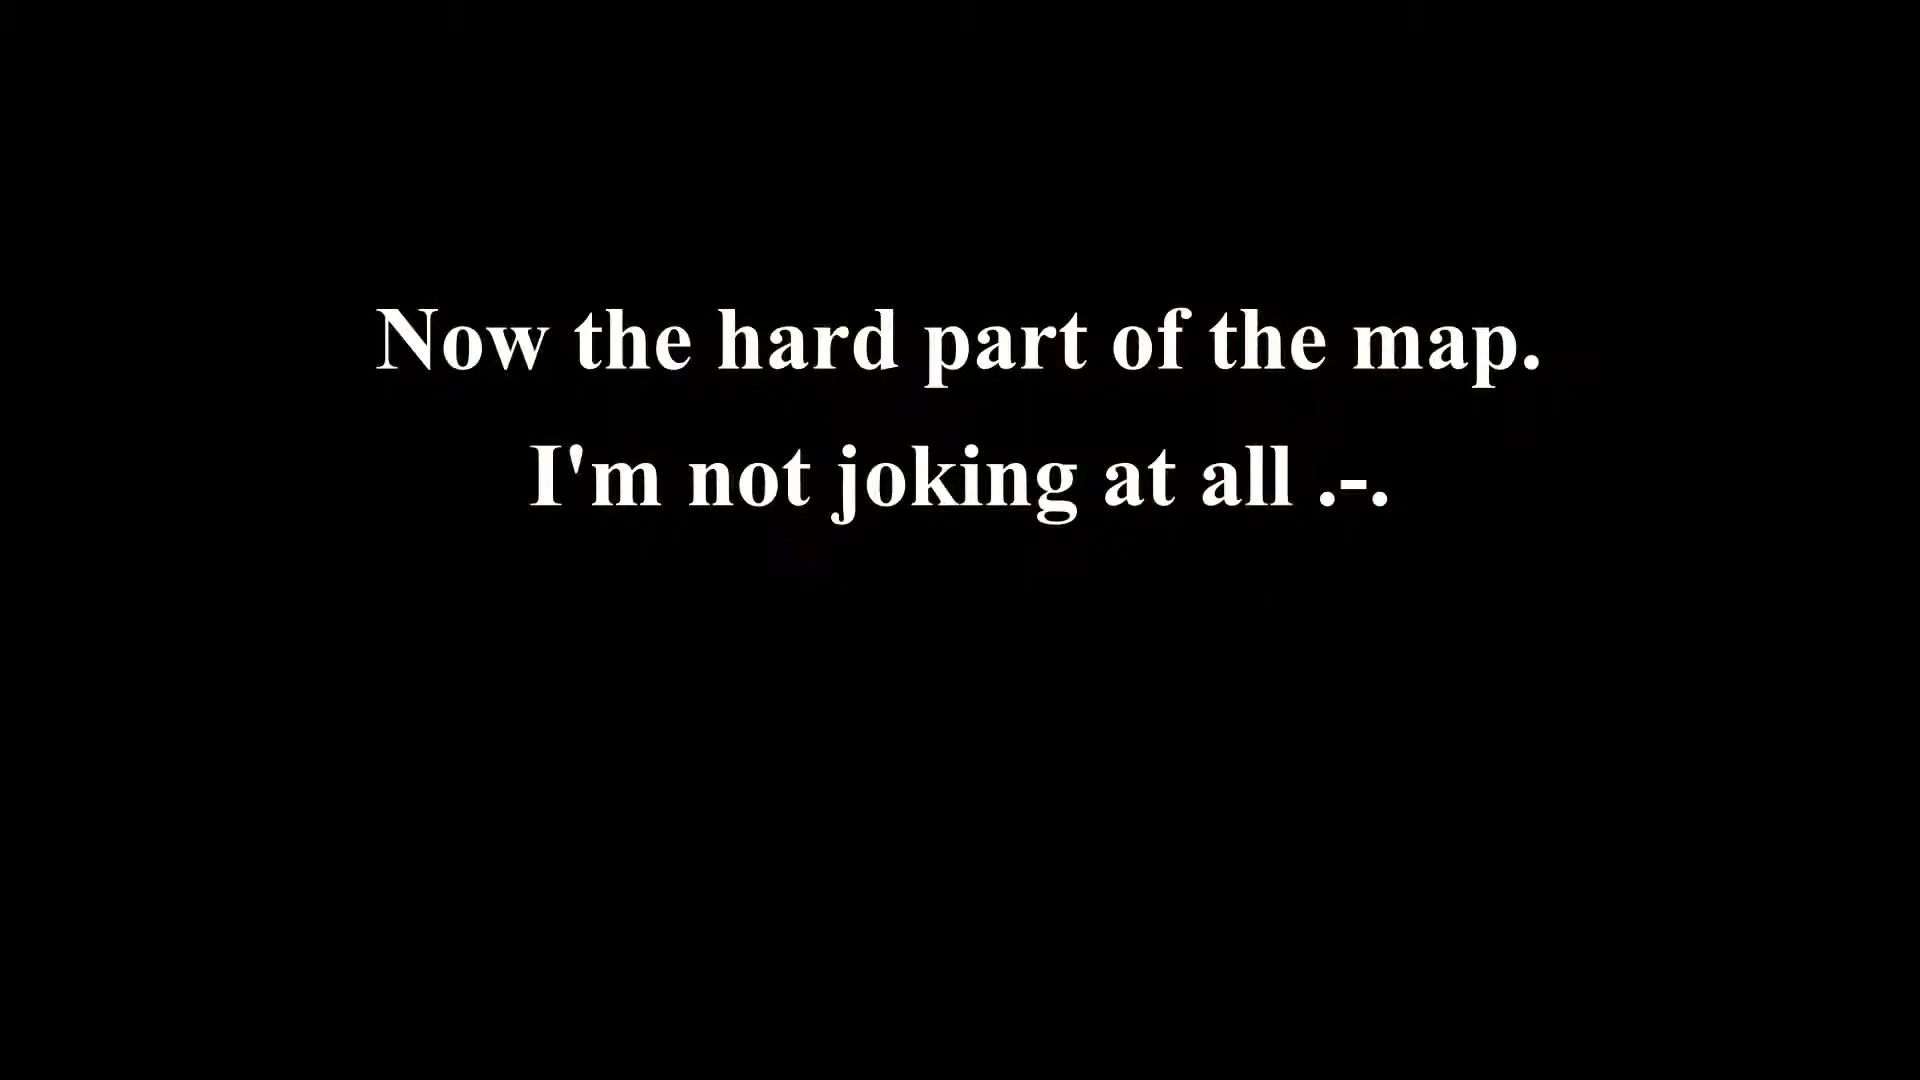 Now the hard part of the map.
I'm not joking at all .-.